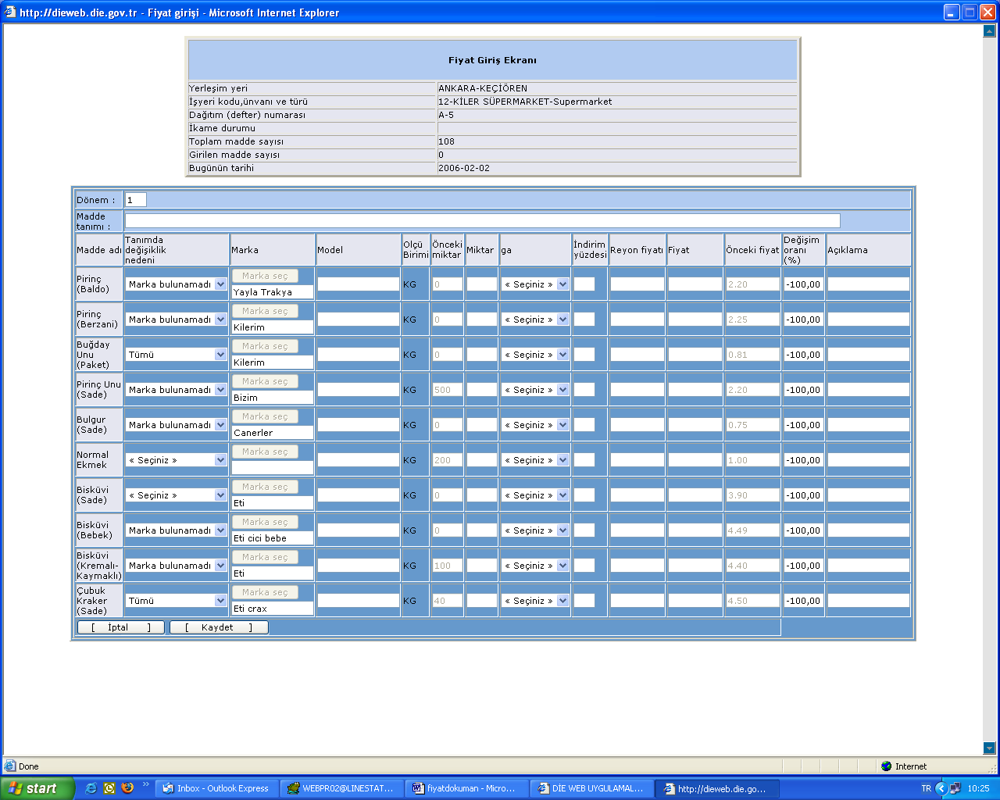 http://dieweb.die.gov.tr - Fiyat girişi - Microsoft Internet Explorer
Fiyat Giriş Ekranı
Yerleşim yeri ANKARA-KEÇİÖREN
İşyeri kodu,ünvanı ve türü 12-KİLER SÜPERMARKET-Supermarket
Dağıtım (defter) numarası A-5
İkame durumu
Toplam madde sayısı 108
Girilen madde sayısı 0
Bugünün tarihi 2006-02-02
Dönem : 1
Madde
tanımı :
Madde adı Tanımda değişiklik nedeni Marka Model Olçü Birimi Önceki miktar Miktar ga İndirim yüzdesi Reyon fiyatı Fiyat Önceki fiyat Değişim oranı (%) Açıklama
Pirinç (Baldo) Marka bulunamadı Marka seç Yayla Trakya KG 0 « Seçiniz » 2.20 -100,00
Pirinç (Berzani) Marka bulunamadı Marka seç Kilerim KG 0 « Seçiniz » 2.25 -100,00
Buğday Unu (Paket) Tümü Marka seç Kilerim KG 0 « Seçiniz » 0.81 -100,00
Pirinç Unu (Sade) Marka bulunamadı Marka seç Bizim KG 500 « Seçiniz » 2.20 -100,00
Bulgur (Sade) Marka bulunamadı Marka seç Canerler KG 0 « Seçiniz » 0.75 -100,00
Normal Ekmek « Seçiniz » Marka seç KG 200 « Seçiniz » 1.00 -100,00
Bisküvi (Sade) « Seçiniz » Marka seç Eti KG 0 « Seçiniz » 3.90 -100,00
Bisküvi (Bebek) Marka bulunamadı Marka seç Eti cici bebe KG 0 « Seçiniz » 4.49 -100,00
Bisküvi (Kremalı-Kaymaklı) Marka bulunamadı Marka seç Eti KG 100 « Seçiniz » 4.40 -100,00
Çubuk Kraker (Sade) Tümü Marka seç Eti crax KG 40 « Seçiniz » 4.50 -100,00
[ İptal ] [ Kaydet ]
Done Internet
start » Inbox - Outlook Express WEBPR02@LINESTAT... fiyatdokuman - Micro... DİE WEB UYGULAMAL... http://dieweb.die.go... TR 10:25